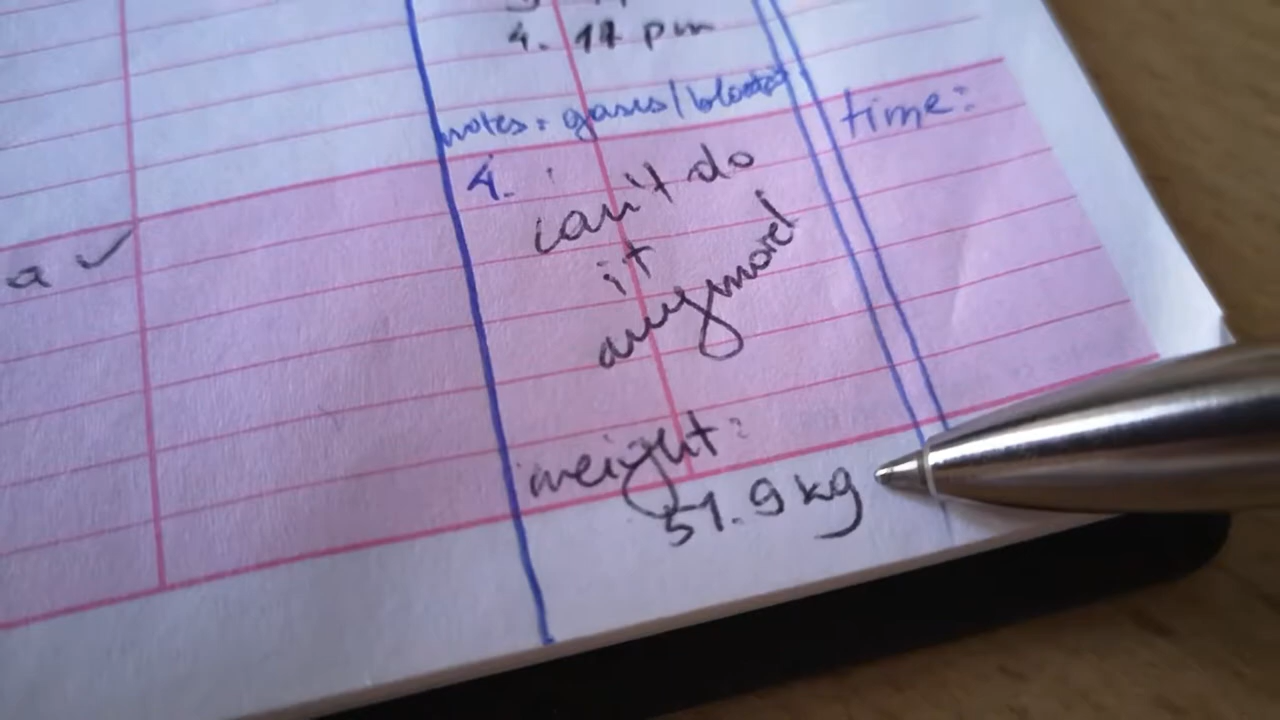 4. 17 pm
notes: gases/bloated
time:
4.
can't do
it
anymore!
weight:
51.9 kg
a ✓